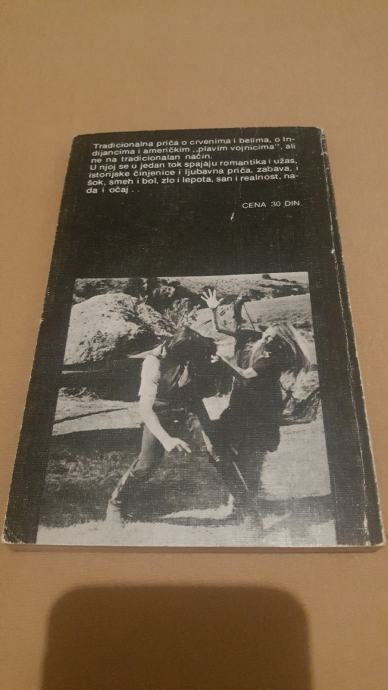 Tradicionalna priča o crvenima i belima, o In-
dijancima i američkim „plavim vojnicima", ali
ne na tradicionalan način.
U njoj se u jedan tok spajaju romantika i užas,
istorijske činjenice i ljubavna priča, zabava, i
šok, smeh i bol, zlo i lepota, san i realnost, na-
da i očaj . .
CENA 30 DIN